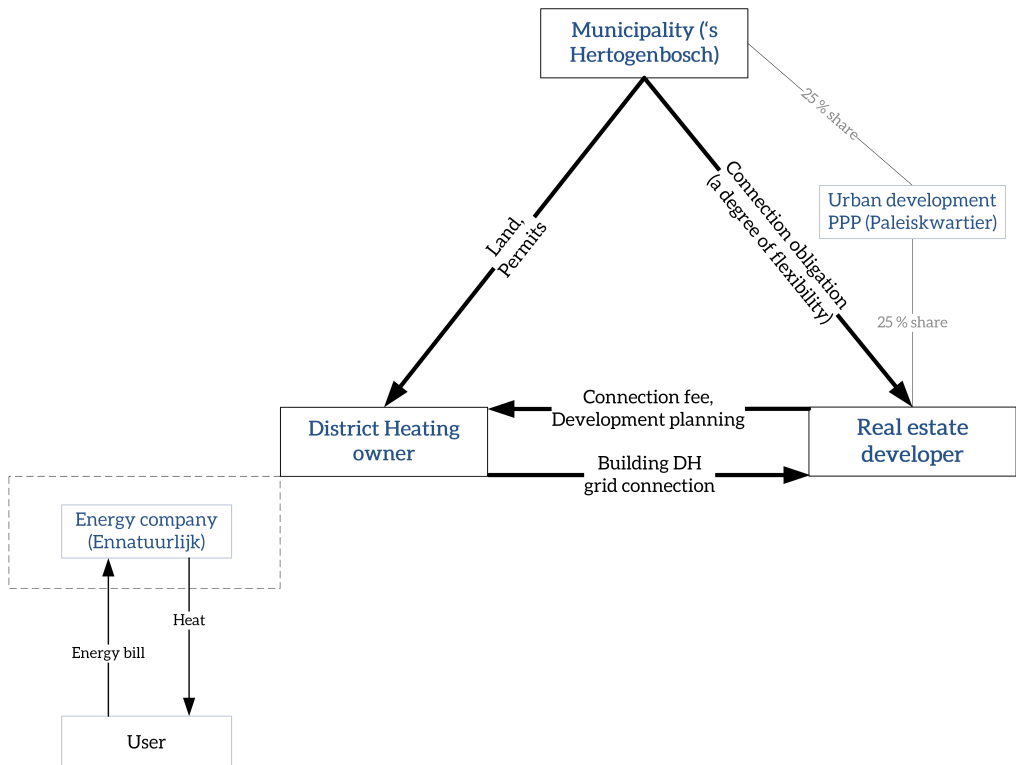 Municipality (‘s
Hertogenbosch)
25 % share
Urban development
PPP (Paleiskwartier)
25 % share
Land,
Permits
Connection obligation
(a degree of flexibility)
Connection fee,
Development planning
District Heating
owner
Real estate
developer
Building DH
grid connection
Energy company
(Ennatuurlijk)
Heat
Energy bill
User